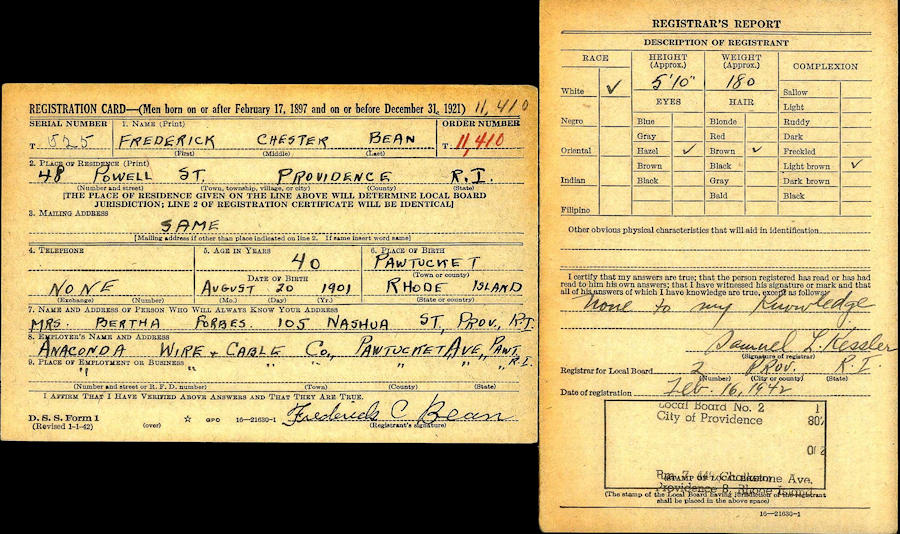 REGISTRATION CARD—(Men born on or after February 17, 1897 and on or before December 31, 1921) 11,410
SERIAL NUMBER 1. NAME (Print) ORDER NUMBER
T 525 FREDERICK CHESTER BEAN T 11,410
(First) (Middle) (Last)
2. PLACE OF RESIDENCE (Print)
48 POWELL ST. PROVIDENCE R.I.
(Number and street) (Town, township, village, or city) (County) (State)
[THE PLACE OF RESIDENCE GIVEN ON THE LINE ABOVE WILL DETERMINE LOCAL BOARD
JURISDICTION; LINE 2 OF REGISTRATION CERTIFICATE WILL BE IDENTICAL]
3. MAILING ADDRESS
SAME
[Mailing address if other than place indicated on line 2. If same insert word same]
4. TELEPHONE 5. AGE IN YEARS 6. PLACE OF BIRTH
40 PAWTUCKET
DATE OF BIRTH (Town or county)
NONE AUGUST 20 1901 RHODE ISLAND
(Exchange) (Number) (Mo.) (Day) (Yr.) (State or country)
7. NAME AND ADDRESS OF PERSON WHO WILL ALWAYS KNOW YOUR ADDRESS
MRS. BERTHA FORBES. 105 NASHUA ST., PROV., R.I.
8. EMPLOYER'S NAME AND ADDRESS
ANACONDA WIRE + CABLE CO., PAWTUCKET AVE., PAWT., R.I.
9. PLACE OF EMPLOYMENT OR BUSINESS
" " " " " "
(Number and street or R. F. D. number) (Town) (County) (State)
I AFFIRM THAT I HAVE VERIFIED ABOVE ANSWERS AND THAT THEY ARE TRUE.
D. S. S. Form 1
(Revised 1-1-42) (over) ☆ GPO 16—21630-1 Frederick C Bean
(Registrant's signature)
REGISTRAR'S REPORT
DESCRIPTION OF REGISTRANT
RACE HEIGHT (Approx.) WEIGHT (Approx.) COMPLEXION
5'10" 180
White ✓ Sallow
EYES HAIR Light
Negro Blue Blonde Ruddy
Gray Red Dark
Oriental Hazel ✓ Brown ✓ Freckled
Brown Black Light brown ✓
Indian Black Gray Dark brown
Bald Black
Filipino
Other obvious physical characteristics that will aid in identification
I certify that my answers are true; that the person registered has read or has had
read to him his own answers; that I have witnessed his signature or mark and that
all of his answers of which I have knowledge are true, except as follows:
None to my knowledge
Samuel L. Kessler
(Signature of registrar)
Registrar for Local Board 2 PROV. R.I.
(Number) (City or county) (State)
Date of registration Feb. 16, 1942
Local Board No. 2 1
City of Providence 80
(STAMP OF LOCAL BOARD)
Providence 8, Rhode Island
(The stamp of the Local Board having jurisdiction of the registrant
shall be placed in the above space)
16—21630-1